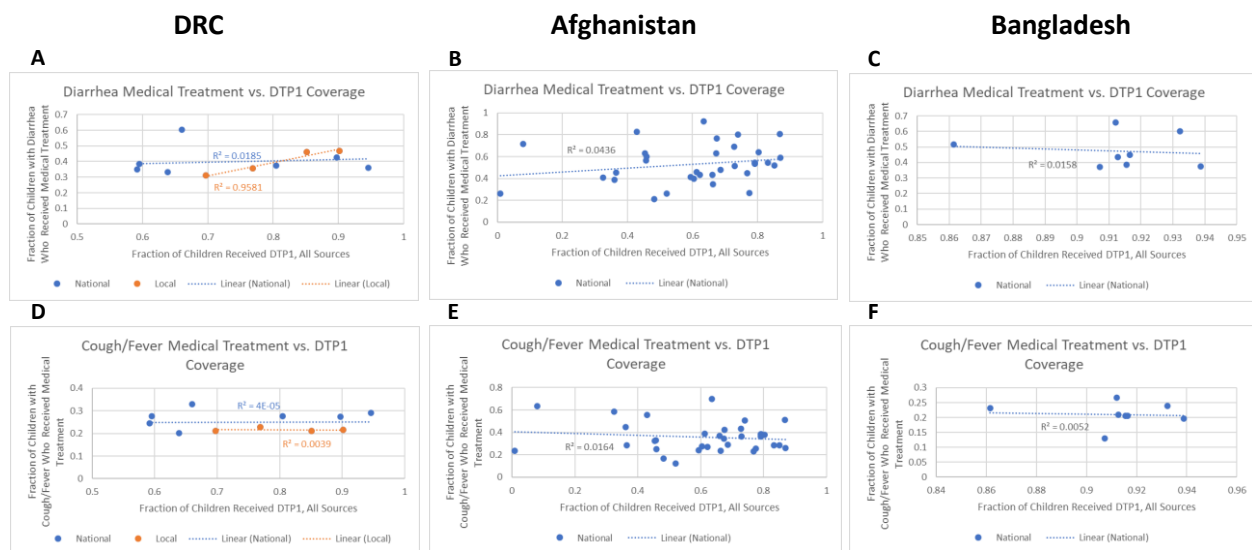 DRC
Afghanistan
Bangladesh
A
Diarrhea Medical Treatment vs. DTP1 Coverage
Fraction of Children with Diarrhea
Who Received Medical Treatment
0.7
0.6
0.5
0.4
0.3
0.2
0.1
0
R² = 0.0185
R² = 0.9581
0.5
0.6
0.7
0.8
0.9
1
Fraction of Children Received DTP1, All Sources
National
Local
Linear (National)
Linear (Local)
B
Diarrhea Medical Treatment vs. DTP1 Coverage
Fraction of Children with Diarrhea
Who Received Medical Treatment
1
0.8
0.6
0.4
0.2
0
R² = 0.0436
0
0.2
0.4
0.6
0.8
1
Fraction of Children Received DTP1, All Sources
National
Linear (National)
C
Diarrhea Medical Treatment vs. DTP1 Coverage
Fraction of Children with Diarrhea
Who Received Medical Treatment
0.7
0.6
0.5
0.4
0.3
0.2
0.1
0
R² = 0.0158
0.85
0.86
0.87
0.88
0.89
0.9
0.91
0.92
0.93
0.94
0.95
Fraction of Children Received DTP1, All Sources
National
Linear (National)
D
Cough/Fever Medical Treatment vs. DTP1
Coverage
Fraction of Children with
Cough/Fever Who Received Medical
Treatment
0.4
0.3
0.2
0.1
0
R² = 4E-05
R² = 0.0039
0.5
0.6
0.7
0.8
0.9
1
Fraction of Children Received DTP1, All Sources
National
Local
Linear (National)
Linear (Local)
E
Cough/Fever Medical Treatment vs. DTP1
Coverage
Fraction of Children with
Cough/Fever Who Received Medical
Treatment
0.8
0.6
0.4
0.2
0
R² = 0.0164
0
0.2
0.4
0.6
0.8
1
Fraction of Children Received DTP1, All Sources
National
Linear (National)
F
Cough/Fever Medical Treatment vs. DTP1
Coverage
Fraction of Children with
Cough/Fever Who Received Medical
Treatment
0.3
0.25
0.2
0.15
0.1
0.05
0
R² = 0.0052
0.84
0.86
0.88
0.9
0.92
0.94
0.96
Fraction of Children Received DTP1, All Sources
National
Linear (National)